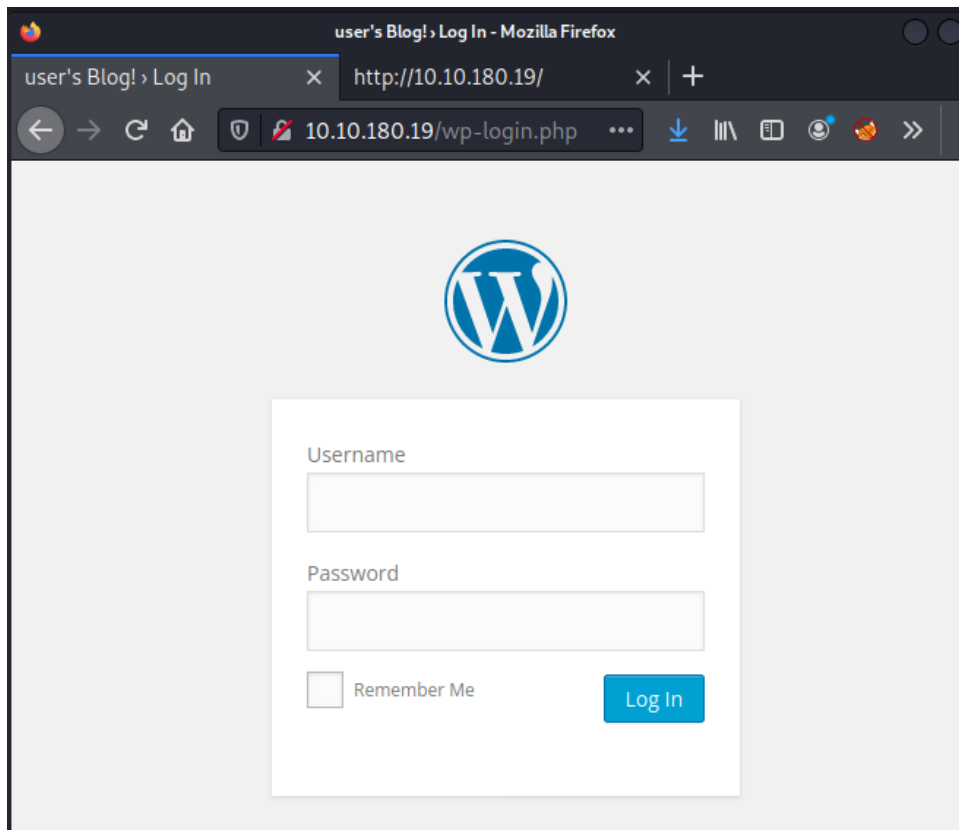 user's Blog! › Log In - Mozilla Firefox
user's Blog! › Log In http://10.10.180.19/
10.10.180.19/wp-login.php
Username
Password
Remember Me Log In